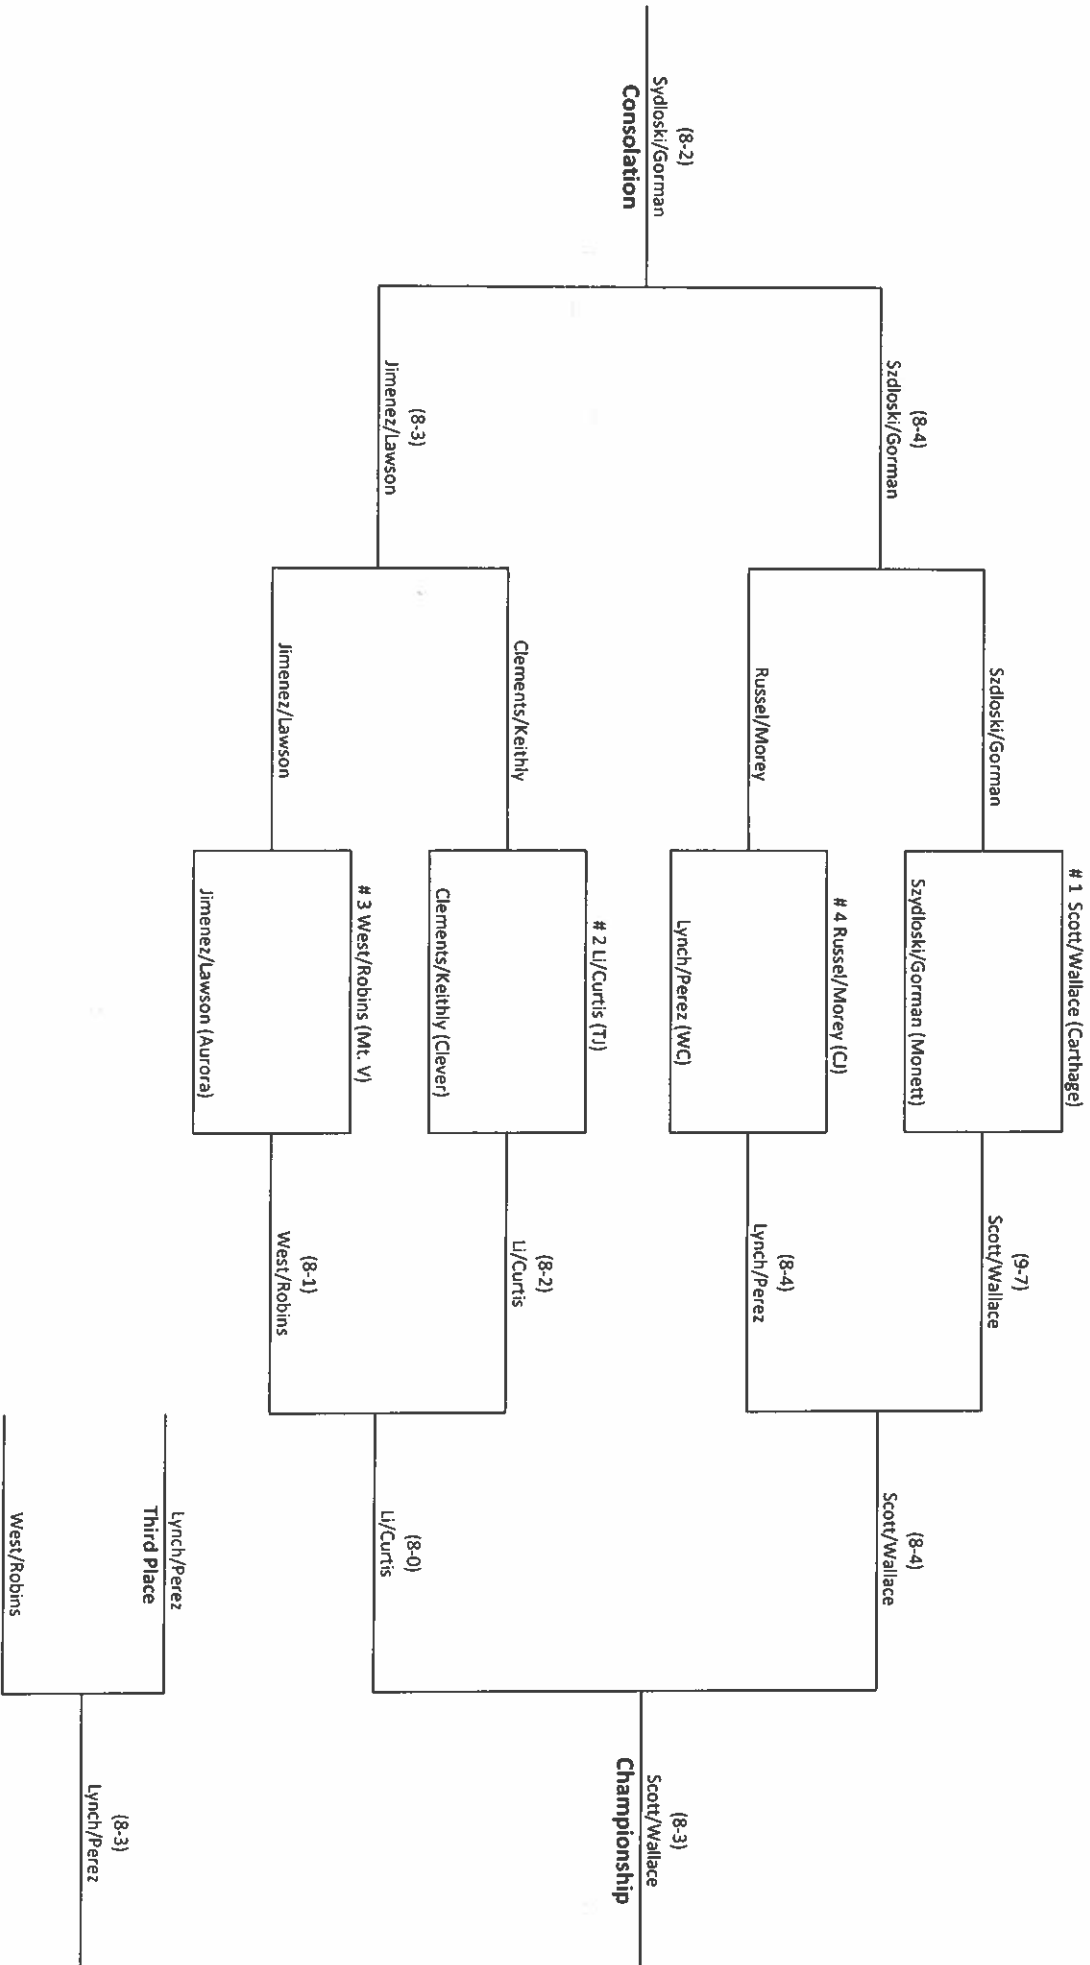 # 1 Scott/Wallace (Carthage)
Szdloski/Gorman
Szydloski/Gorman (Monett)
(9-7)
Scott/Wallace
(8-4)
Szdloski/Gorman
(8-4)
Scott/Wallace
# 4 Russel/Morey (CJ)
Russel/Morey
Lynch/Perez (WC)
(8-4)
Lynch/Perez
(8-2)
Sydloski/Gorman
Consolation
(8-3)
Scott/Wallace
Championship
# 2 Li/Curtis (TJ)
Clements/Keithly
Clements/Keithly (Clever)
(8-2)
Li/Curtis
(8-3)
Jimenez/Lawson
(8-0)
Li/Curtis
# 3 West/Robins (Mt. V)
Jimenez/Lawson
Jimenez/Lawson (Aurora)
(8-1)
West/Robins
Lynch/Perez
Third Place
(8-3)
Lynch/Perez
West/Robins